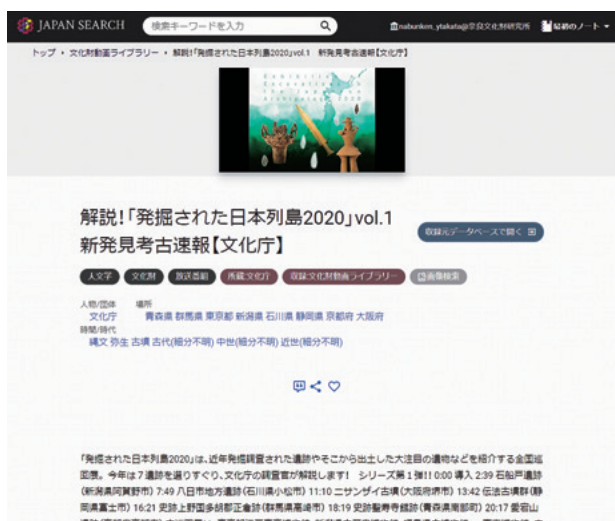 JAPAN SEARCH
検索キーワードを入力
nabunken_ytakata@奈良文化財研究所
最初のノート
トップ・文化財動画ライブラリー・解説!「発掘された日本列島2020」vol.1 新発見考古速報【文化庁】
Exhibition
Excavations
in the Japanese
Archipelago 2020
解説!「発掘された日本列島2020」vol.1
新発見考古速報【文化庁】
収録元データベースで開く
人文学 文化財 放送番組 所蔵:文化庁 収録:文化財動画ライブラリー 画像検索
人物/団体 場所
文化庁 青森県 群馬県 東京都 新潟県 石川県 静岡県 京都府 大阪府
時間/時代
縄文 弥生 古墳 古代(細分不明) 中世(細分不明) 近世(細分不明)
「発掘された日本列島2020」は、近年発掘調査された遺跡やそこから出土した大注目の遺物などを紹介する全国巡
回展。今年は7遺跡を選りすぐり、文化庁の調査官が解説します! シリーズ第1弾!! 0:00 導入 2:39 石船戸遺跡
(新潟県阿賀野市) 7:49 八日市地方遺跡(石川県小松市) 11:10 ニサンザイ古墳(大阪府堺市) 13:42 伝法古墳群(静
岡県富士市) 16:21 史跡上野国多胡郡正倉跡(群馬県高崎市) 18:19 史跡聖寿寺館跡(青森県南部町) 20:17 愛宕山